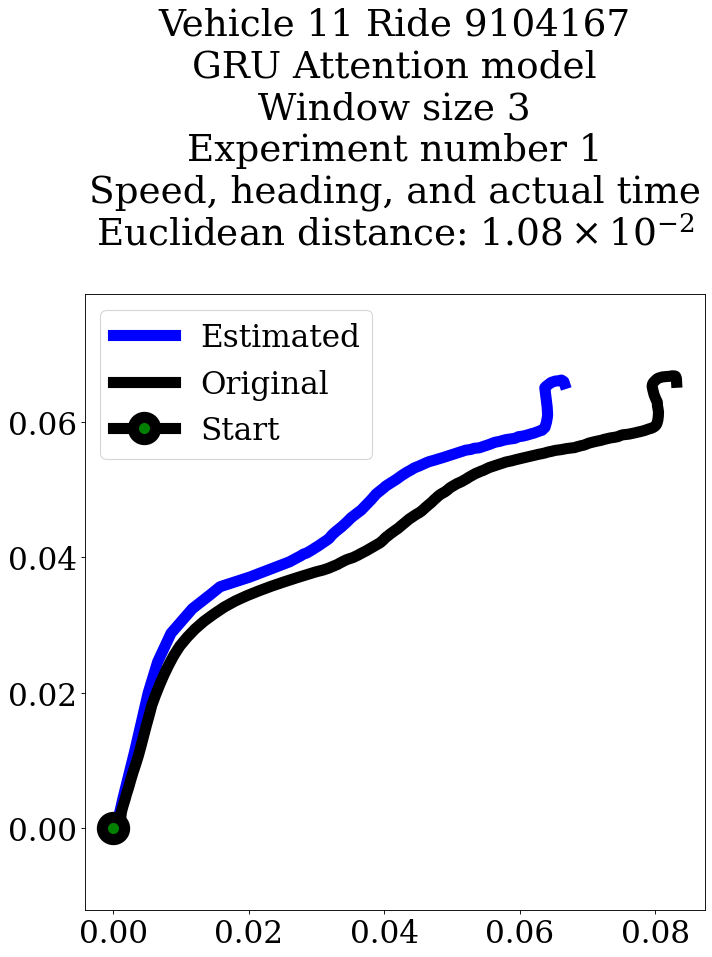 Vehicle 11 Ride 9104167
GRU Attention model
Window size 3
Experiment number 1
Speed, heading, and actual time
Euclidean distance: 1.08 × 10⁻²
Estimated
Original
Start
0.06
0.04
0.02
0.00
0.00 0.02 0.04 0.06 0.08